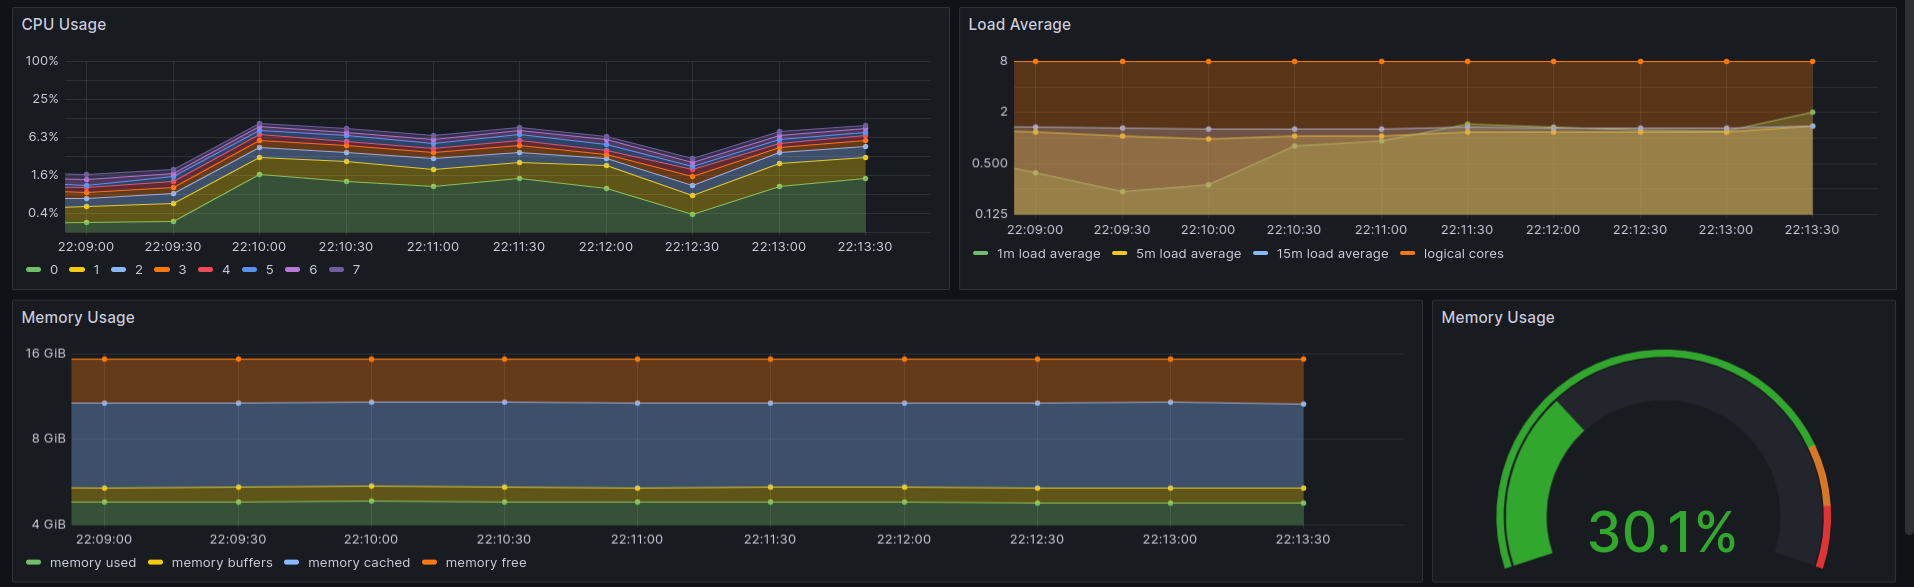 CPU Usage
100%
25%
6.3%
1.6%
0.4%
22:09:00 22:09:30 22:10:00 22:10:30 22:11:00 22:11:30 22:12:00 22:12:30 22:13:00 22:13:30
0 1 2 3 4 5 6 7
Load Average
8
2
0.500
0.125
22:09:00 22:09:30 22:10:00 22:10:30 22:11:00 22:11:30 22:12:00 22:12:30 22:13:00 22:13:30
1m load average 5m load average 15m load average logical cores
Memory Usage
16 GiB
8 GiB
4 GiB
22:09:00 22:09:30 22:10:00 22:10:30 22:11:00 22:11:30 22:12:00 22:12:30 22:13:00 22:13:30
memory used memory buffers memory cached memory free
Memory Usage
30.1%